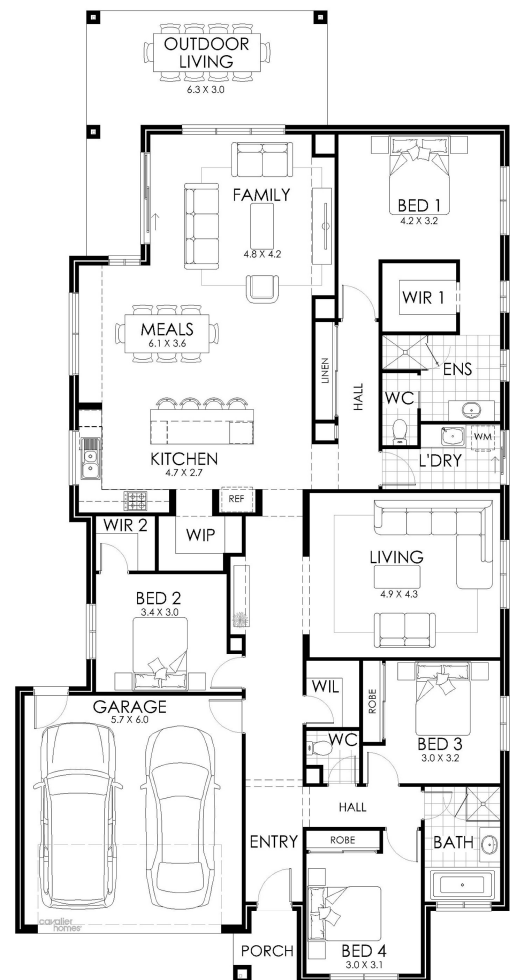 OUTDOOR
LIVING
6.3 X 3.0
FAMILY
4.8 X 4.2
BED 1
4.2 X 3.2
WIR 1
MEALS
6.1 X 3.6
LINEN
HALL
ENS
WC
WM
L'DRY
KITCHEN
4.7 X 2.7
REF
WIR 2
WIP
LIVING
4.9 X 4.3
BED 2
3.4 X 3.0
WIL
ROBE
GARAGE
5.7 X 6.0
WC
BED 3
3.0 X 3.2
HALL
ENTRY
ROBE
BATH
cavalier
homes
PORCH
BED 4
3.0 X 3.1